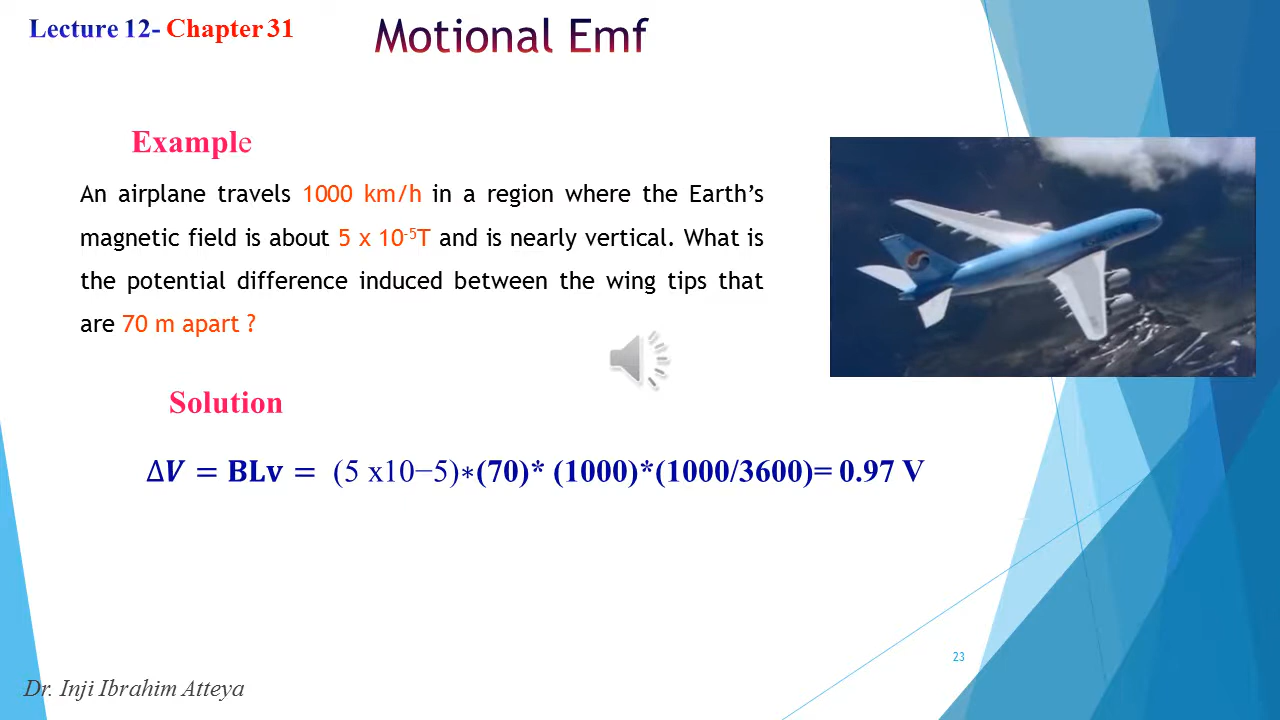 Lecture 12- Chapter 31
Motional Emf
Example
An airplane travels 1000 km/h in a region where the Earth’s
magnetic field is about 5 x 10-5T and is nearly vertical. What is
the potential difference induced between the wing tips that
are 70 m apart ?
Solution
∆𝑽 = 𝐁𝐋𝐯 = (5 x10−5)∗(70)* (1000)*(1000/3600)= 0.97 V
23
Dr. Inji Ibrahim Atteya